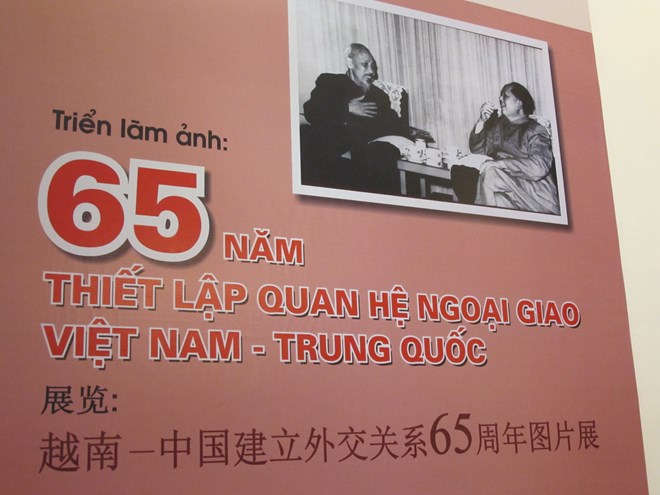 Triển lãm ảnh:
65 NĂM
THIẾT LẬP QUAN HỆ NGOẠI GIAO
VIỆT NAM - TRUNG QUỐC
展览:
越南－中国建立外交关系65周年图片展